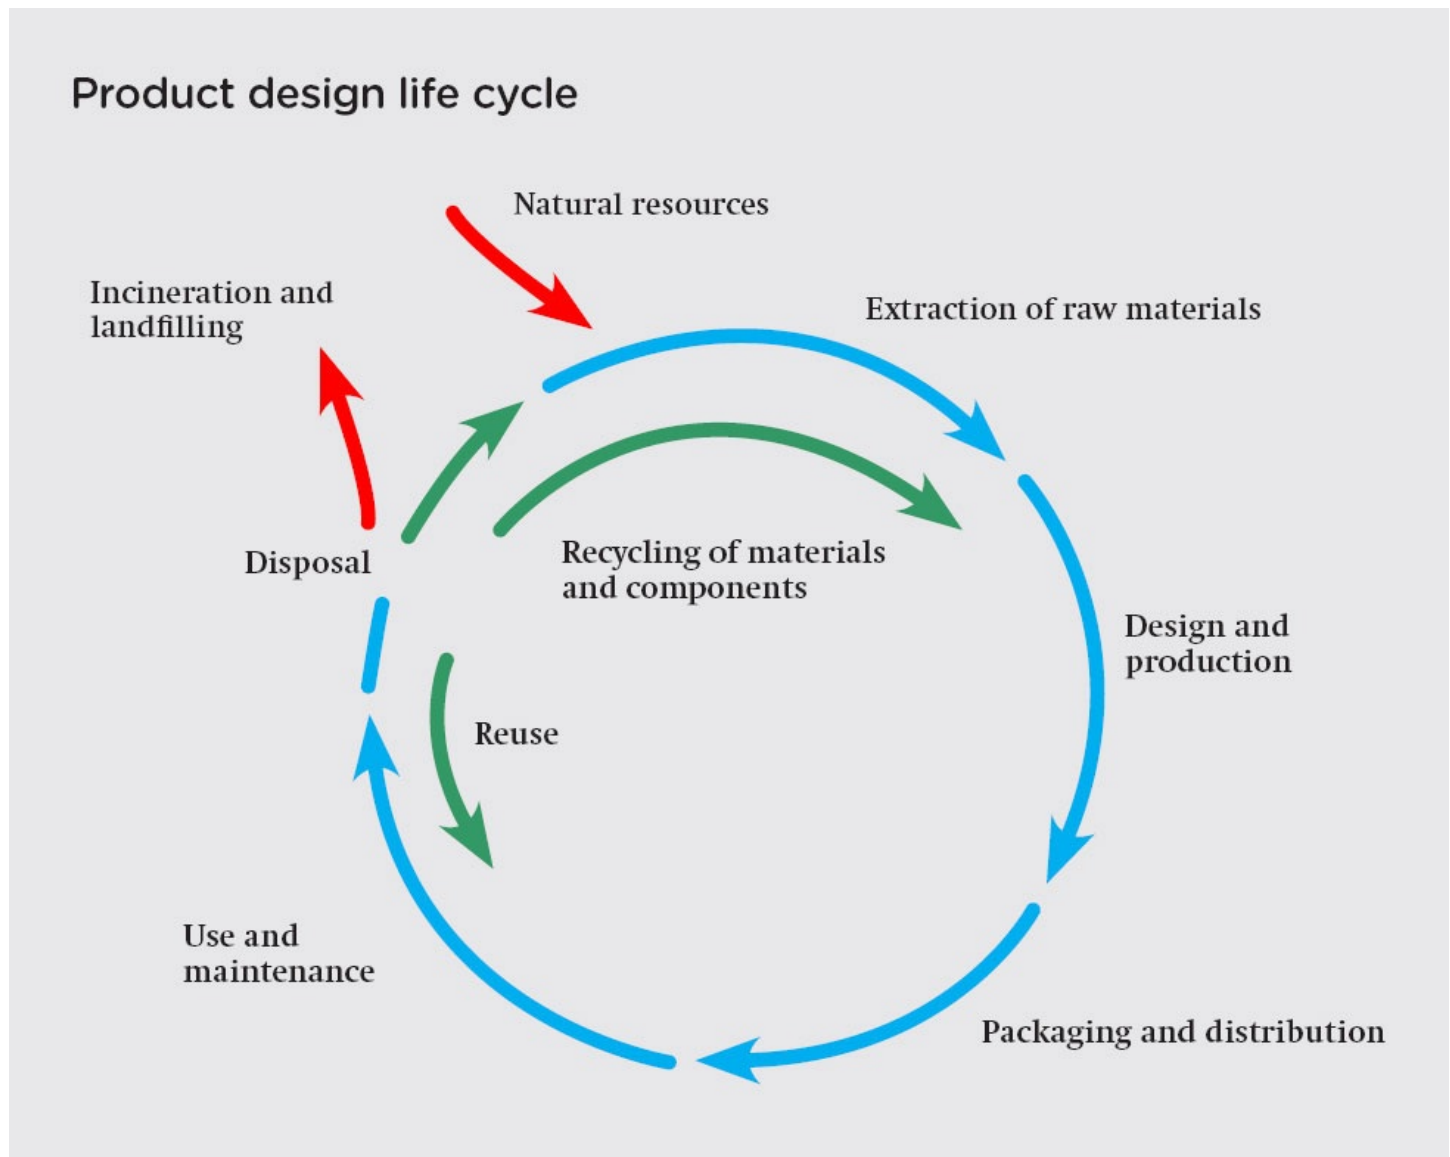 Product design life cycle
Natural resources
Incineration and
landfilling
Extraction of raw materials
Disposal
Recycling of materials
and components
Design and
production
Reuse
Use and
maintenance
Packaging and distribution